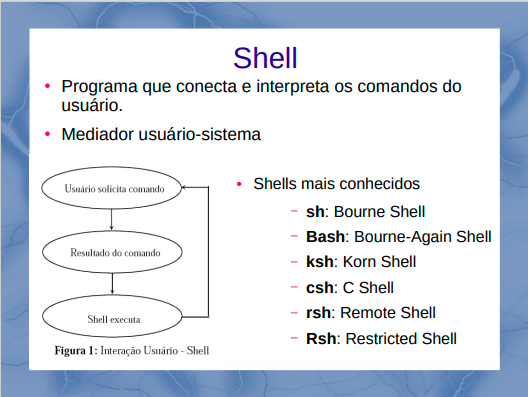 Shell
• Programa que conecta e interpreta os comandos do
usuário.
• Mediador usuário-sistema
Usuário solicita comando
Resultado do comando
Shell executa
Figura 1: Interação Usuário - Shell
• Shells mais conhecidos
– sh: Bourne Shell
– Bash: Bourne-Again Shell
– ksh: Korn Shell
– csh: C Shell
– rsh: Remote Shell
– Rsh: Restricted Shell